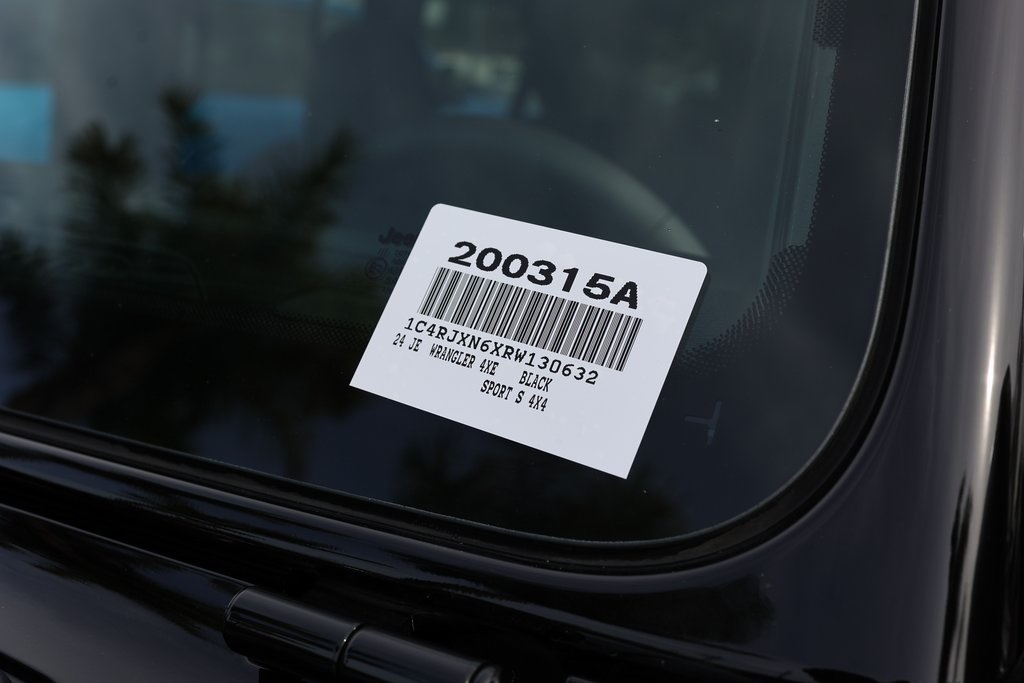 200315A
1C4RJXN6XRW130632
24 JE WRANGLER 4XE BLACK
SPORT S 4X4